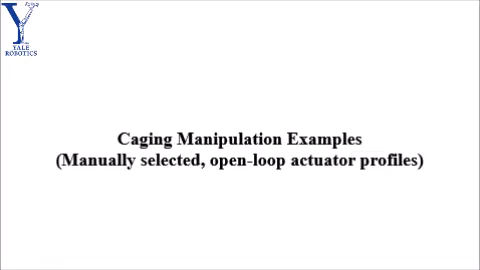 YALE
ROBOTICS
Caging Manipulation Examples
(Manually selected, open-loop actuator profiles)